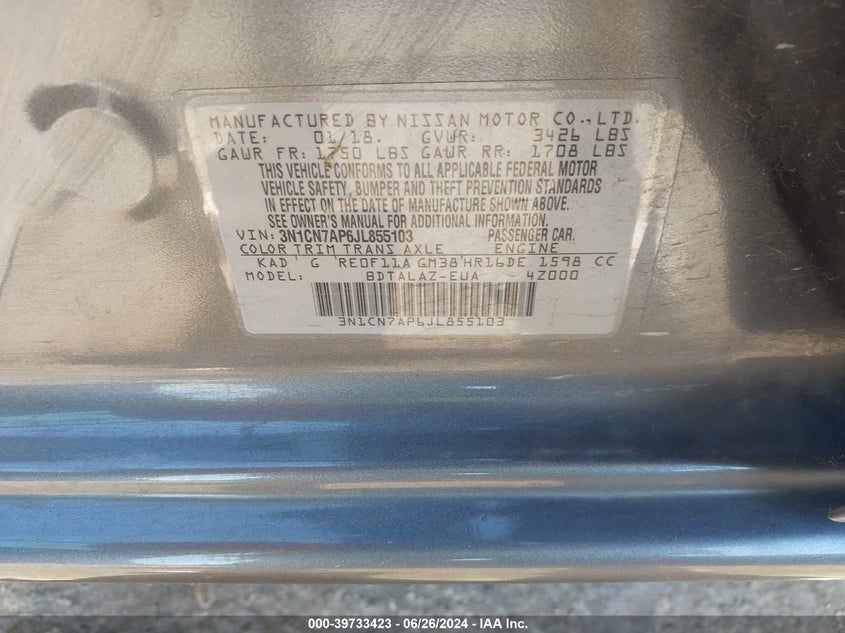 MANUFACTURED BY NISSAN MOTOR CO., LTD.
DATE: 01/18. GVWR: 3426 LBS
GAWR FR: 1750 LBS GAWR RR: 1708 LBS
THIS VEHICLE CONFORMS TO ALL APPLICABLE FEDERAL MOTOR
VEHICLE SAFETY, BUMPER AND THEFT PREVENTION STANDARDS
IN EFFECT ON THE DATE OF MANUFACTURE SHOWN ABOVE.
SEE OWNER'S MANUAL FOR ADDITIONAL INFORMATION.
VIN: 3N1CN7AP6JL855103 PASSENGER CAR.
COLOR TRIM TRANS AXLE ENGINE
KAD ' G 'RE0F11A GM38'HR16DE 1598 CC
MODEL: BDTALAZ-EUA 4Z000
3N1CN7AP6JL855103
000-39733423 - 06/26/2024 - IAA Inc.